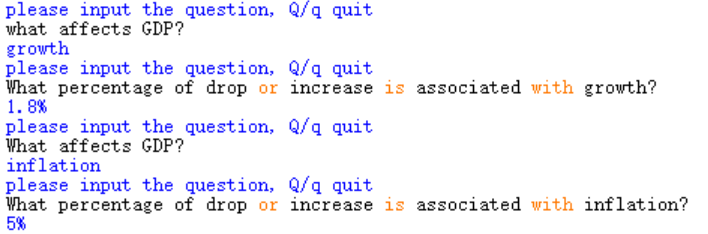 please input the question, Q/q quit
what affects GDP?
growth
please input the question, Q/q quit
What percentage of drop or increase is associated with growth?
1.8%
please input the question, Q/q quit
What affects GDP?
inflation
please input the question, Q/q quit
What percentage of drop or increase is associated with inflation?
5%